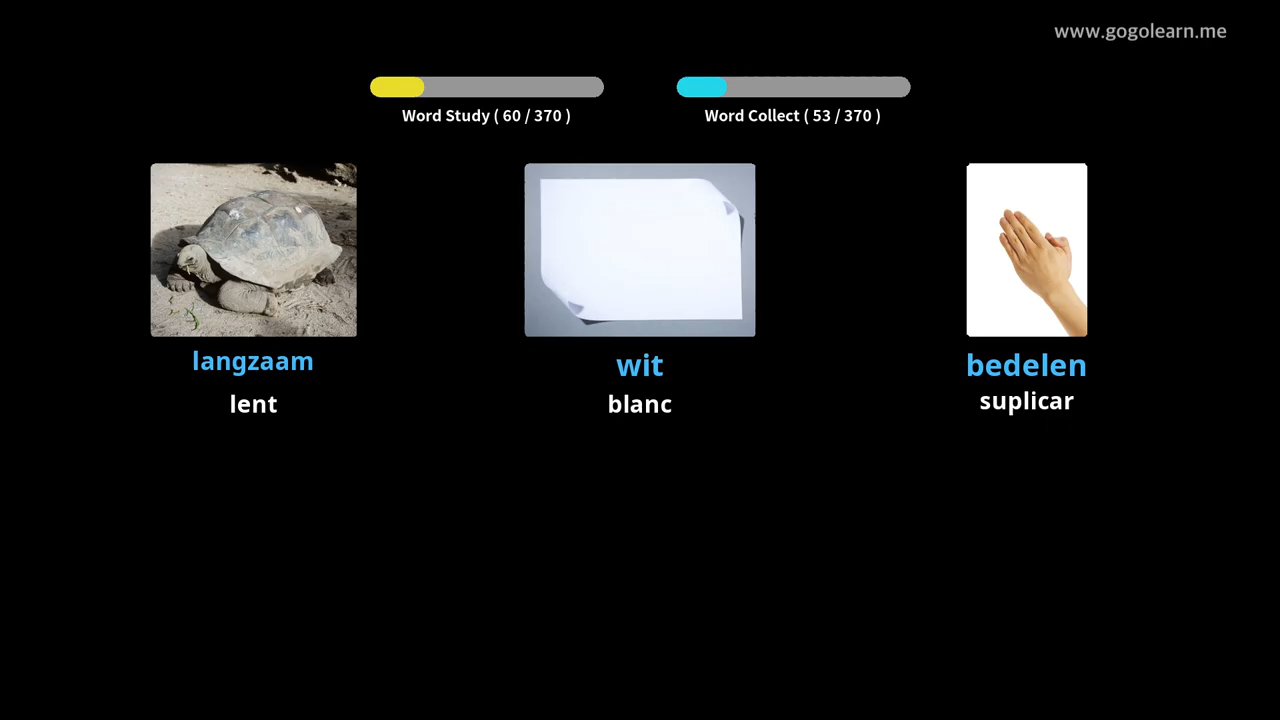 www.gogolearn.me
Word Study ( 60 / 370 )
Word Collect ( 53 / 370 )
langzaam
lent
wit
blanc
bedelen
suplicar